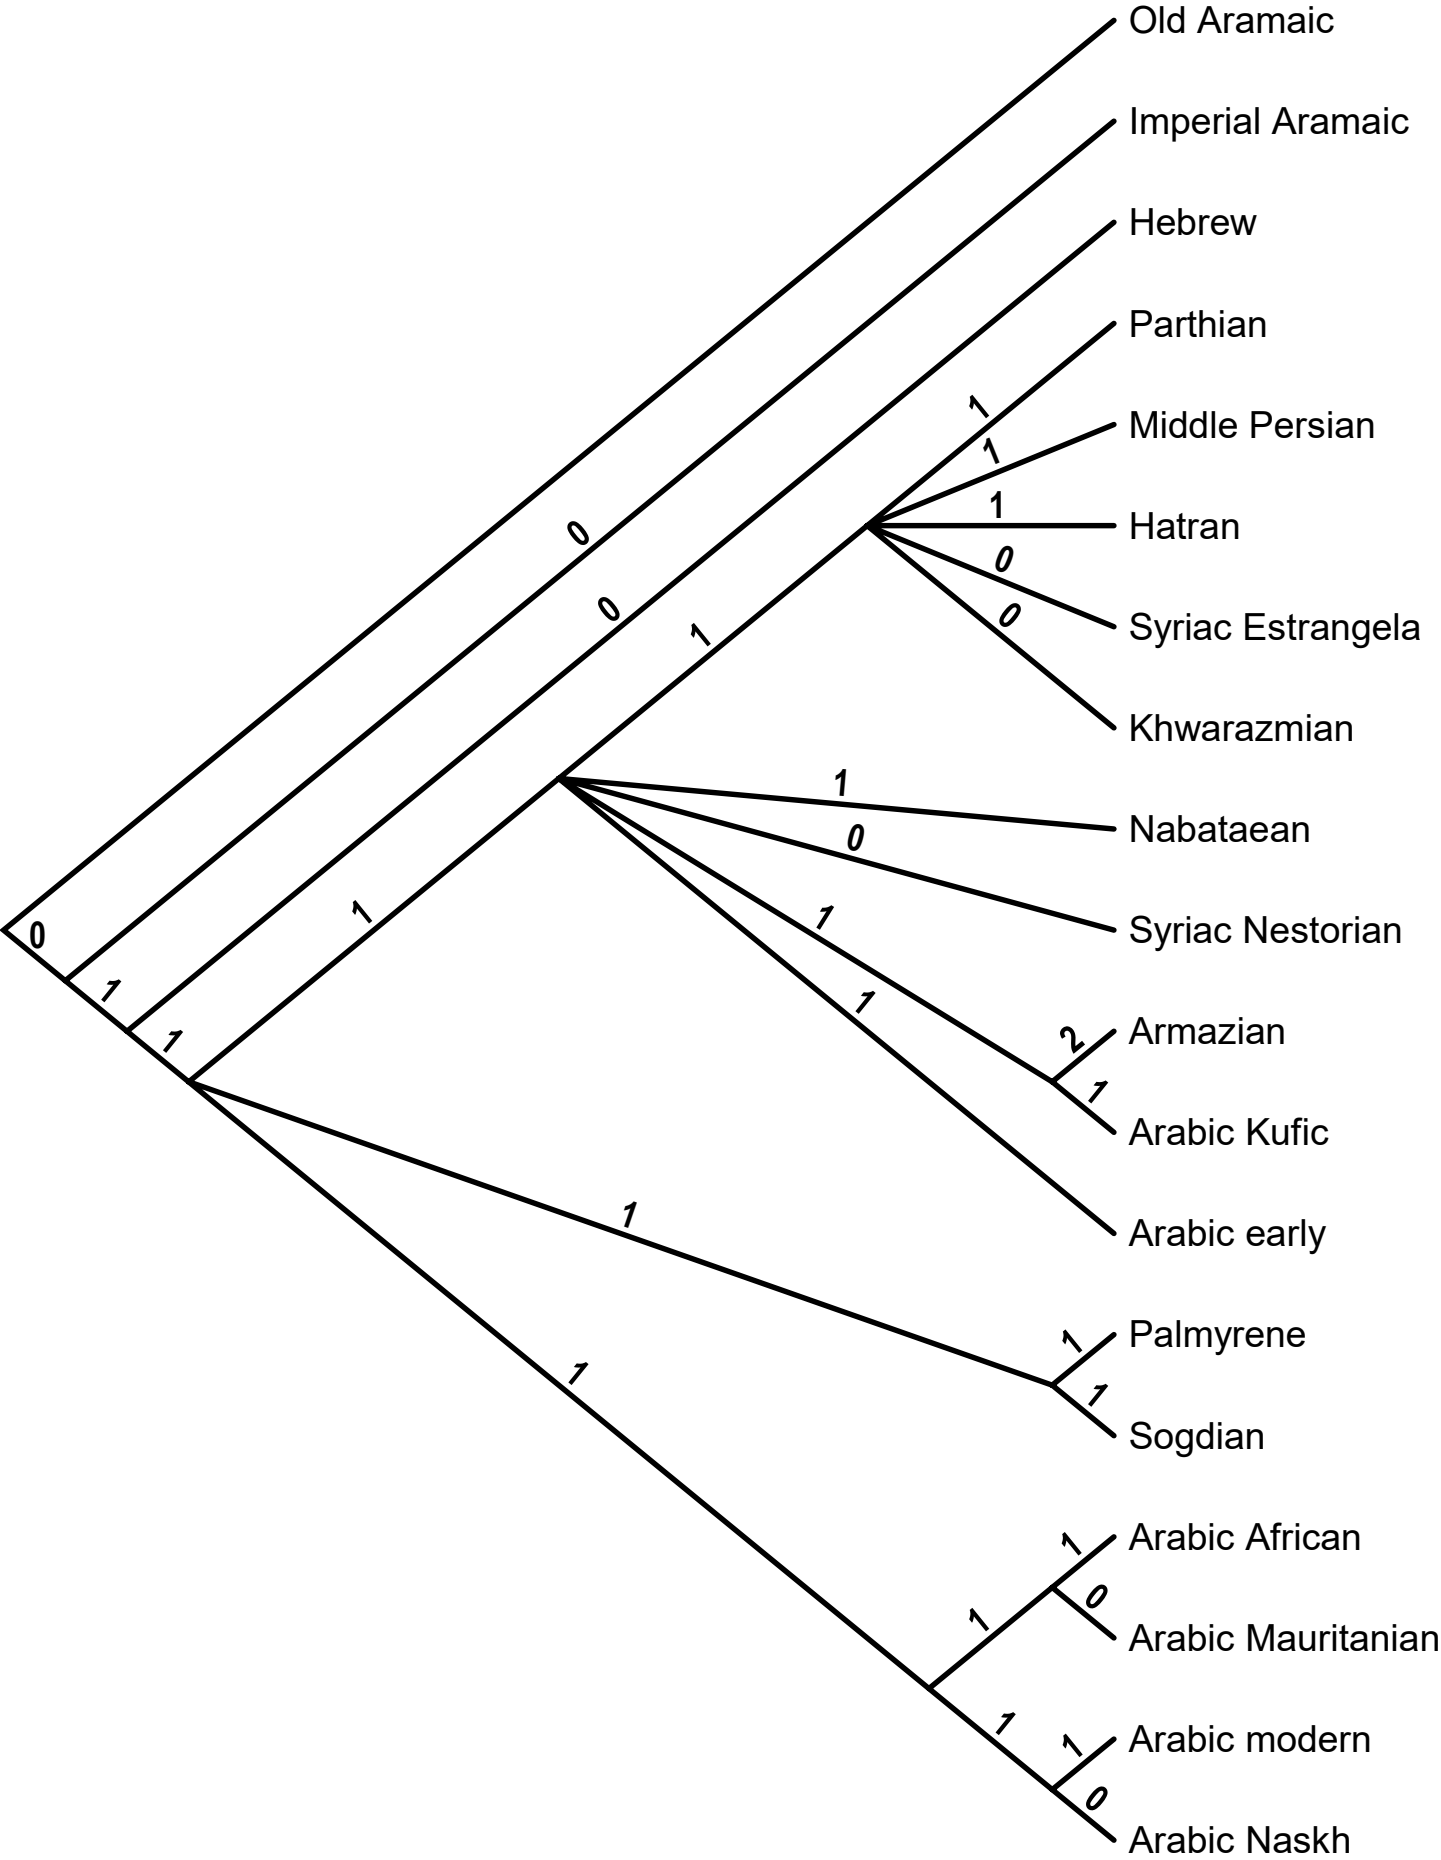 Old Aramaic
Imperial Aramaic
Hebrew
Parthian
1
Middle Persian
1
1
Hatran
0
0
0
Syriac Estrangela
0
1
Khwarazmian
1
Nabataean
0
1
1
Syriac Nestorian
0
1
1
2
Armazian
1
1
Arabic Kufic
1
Arabic early
1
Palmyrene
1
1
Sogdian
1
Arabic African
0
1
Arabic Mauritanian
1
1
Arabic modern
0
Arabic Naskh